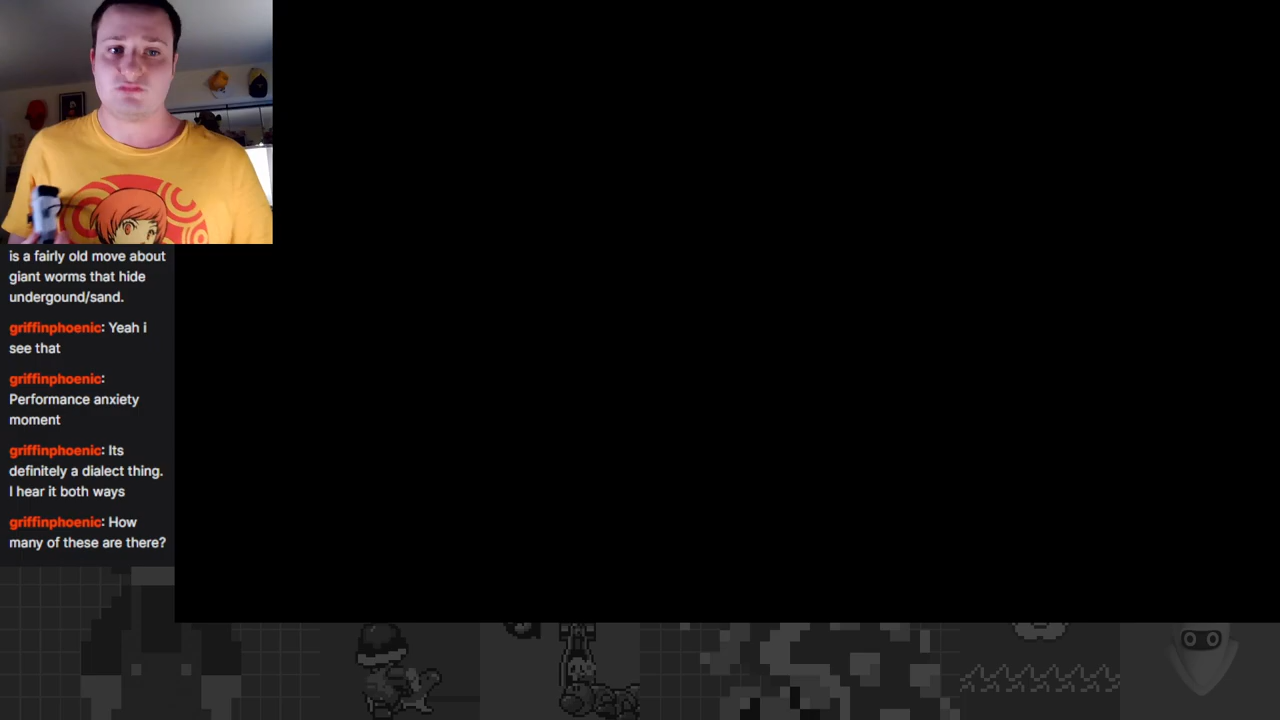 is a fairly old move about
giant worms that hide
undergound/sand.
griffinphoenic: Yeah i
see that
griffinphoenic:
Performance anxiety
moment
griffinphoenic: Its
definitely a dialect thing.
I hear it both ways
griffinphoenic: How
many of these are there?